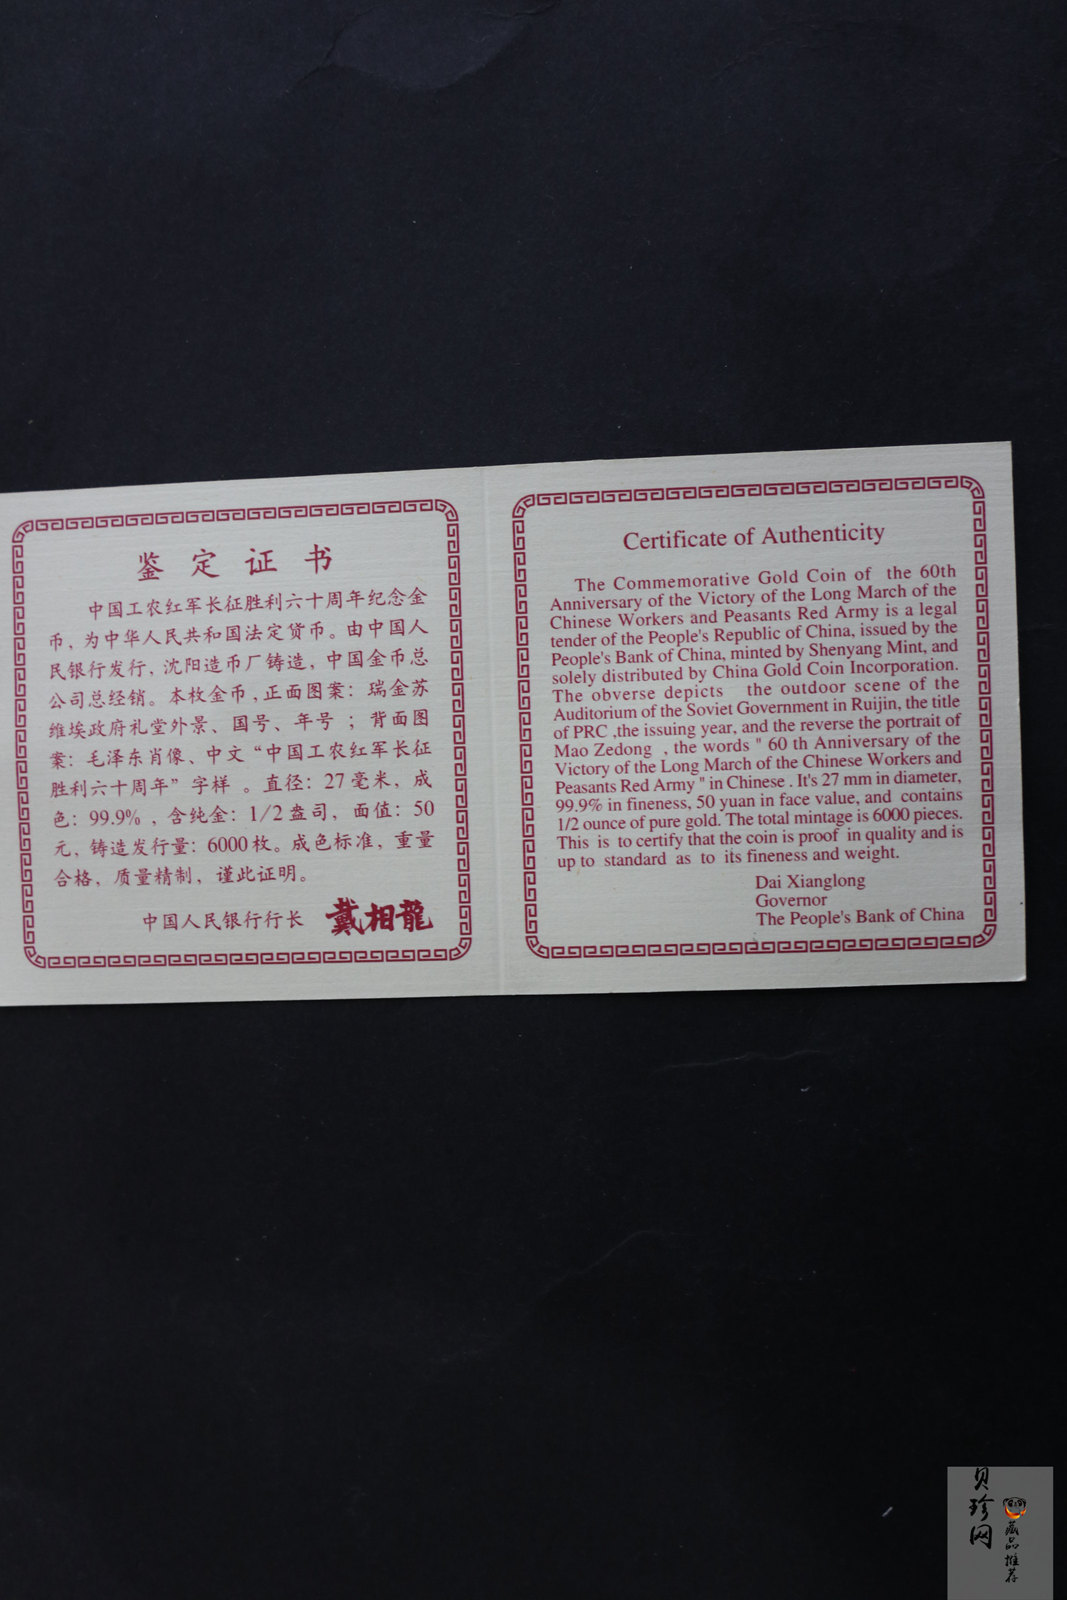 鉴定证书
中国工农红军长征胜利六十周年纪念金
币，为中华人民共和国法定货币。由中国人
民银行发行，沈阳造币厂铸造，中国金币总
公司总经销。本枚金币，正面图案：瑞金苏
维埃政府礼堂外景、国号、年号；背面图
案：毛泽东肖像、中文“中国工农红军长征
胜利六十周年”字样。直径：27毫米，成
色：99.9%，含纯金：1/2盎司，面值：50
元，铸造发行量：6000枚。成色标准，重量
合格，质量精制，谨此证明。
中国人民银行行长 戴相龍
Certificate of Authenticity
The Commemorative Gold Coin of the 60th
Anniversary of the Victory of the Long March of the
Chinese Workers and Peasants Red Army is a legal
tender of the People's Republic of China, issued by the
People's Bank of China, minted by Shenyang Mint, and
solely distributed by China Gold Coin Incorporation.
The obverse depicts the outdoor scene of the
Auditorium of the Soviet Government in Ruijin, the title
of PRC ,the issuing year, and the reverse the portrait of
Mao Zedong , the words " 60 th Anniversary of the
Victory of the Long March of the Chinese Workers and
Peasants Red Army " in Chinese . It's 27 mm in diameter,
99.9% in fineness, 50 yuan in face value, and contains
1/2 ounce of pure gold. The total mintage is 6000 pieces.
This is to certify that the coin is proof in quality and is
up to standard as to its fineness and weight.
Dai Xianglong
Governor
The People's Bank of China
贝珍网
藏品推荐